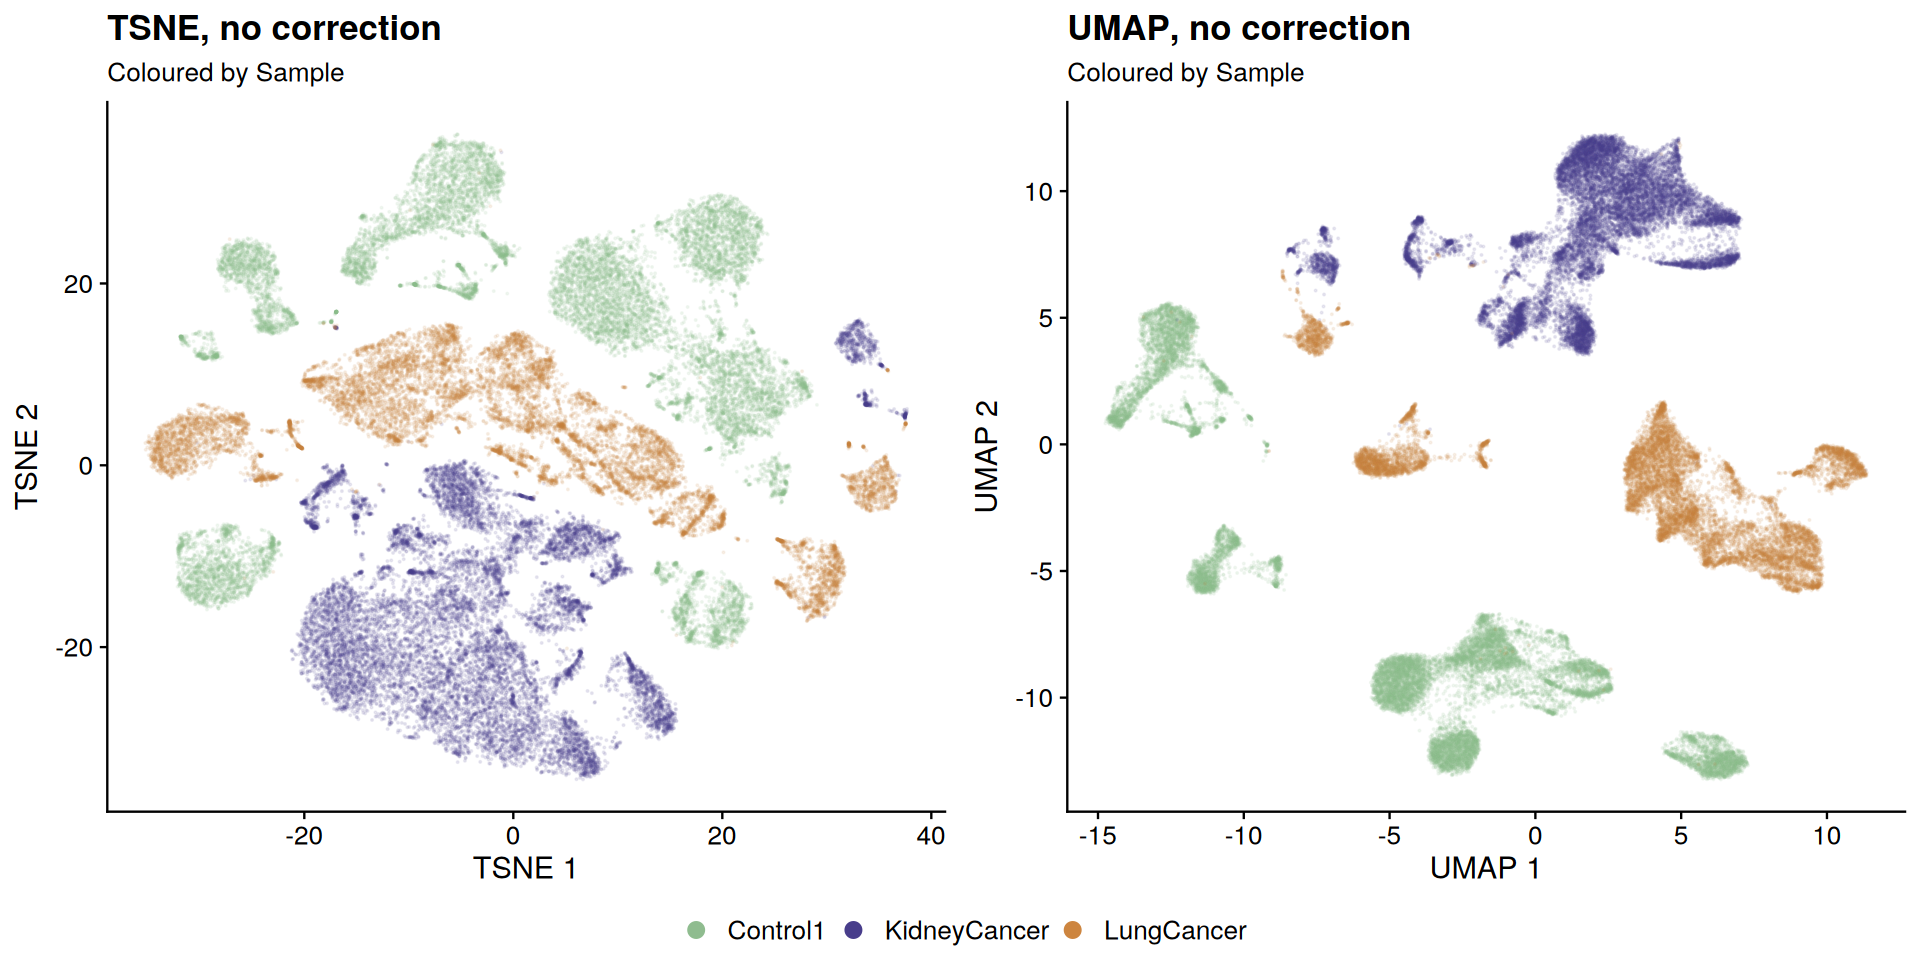 TSNE, no correction
Coloured by Sample
20
0
-20
TSNE 2
-20 0 20 40
TSNE 1
UMAP, no correction
Coloured by Sample
10
5
0
-5
-10
UMAP 2
-15 -10 -5 0 5 10
UMAP 1
Control1 KidneyCancer LungCancer